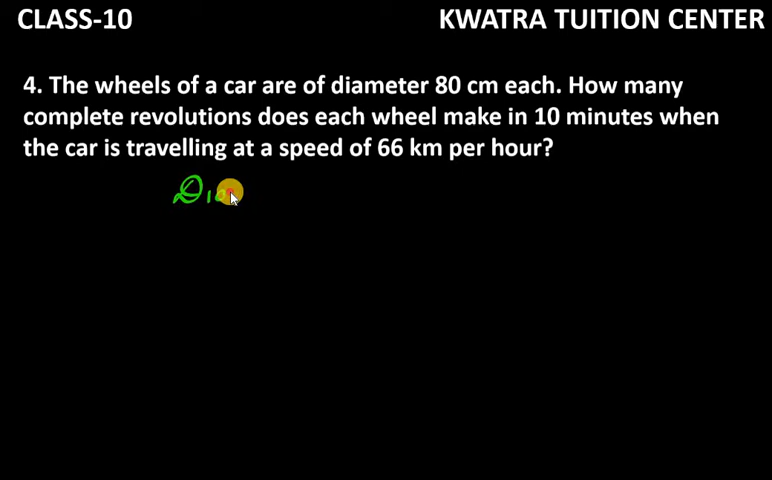 CLASS-10 KWATRA TUITION CENTER
4. The wheels of a car are of diameter 80 cm each. How many
complete revolutions does each wheel make in 10 minutes when
the car is travelling at a speed of 66 km per hour?